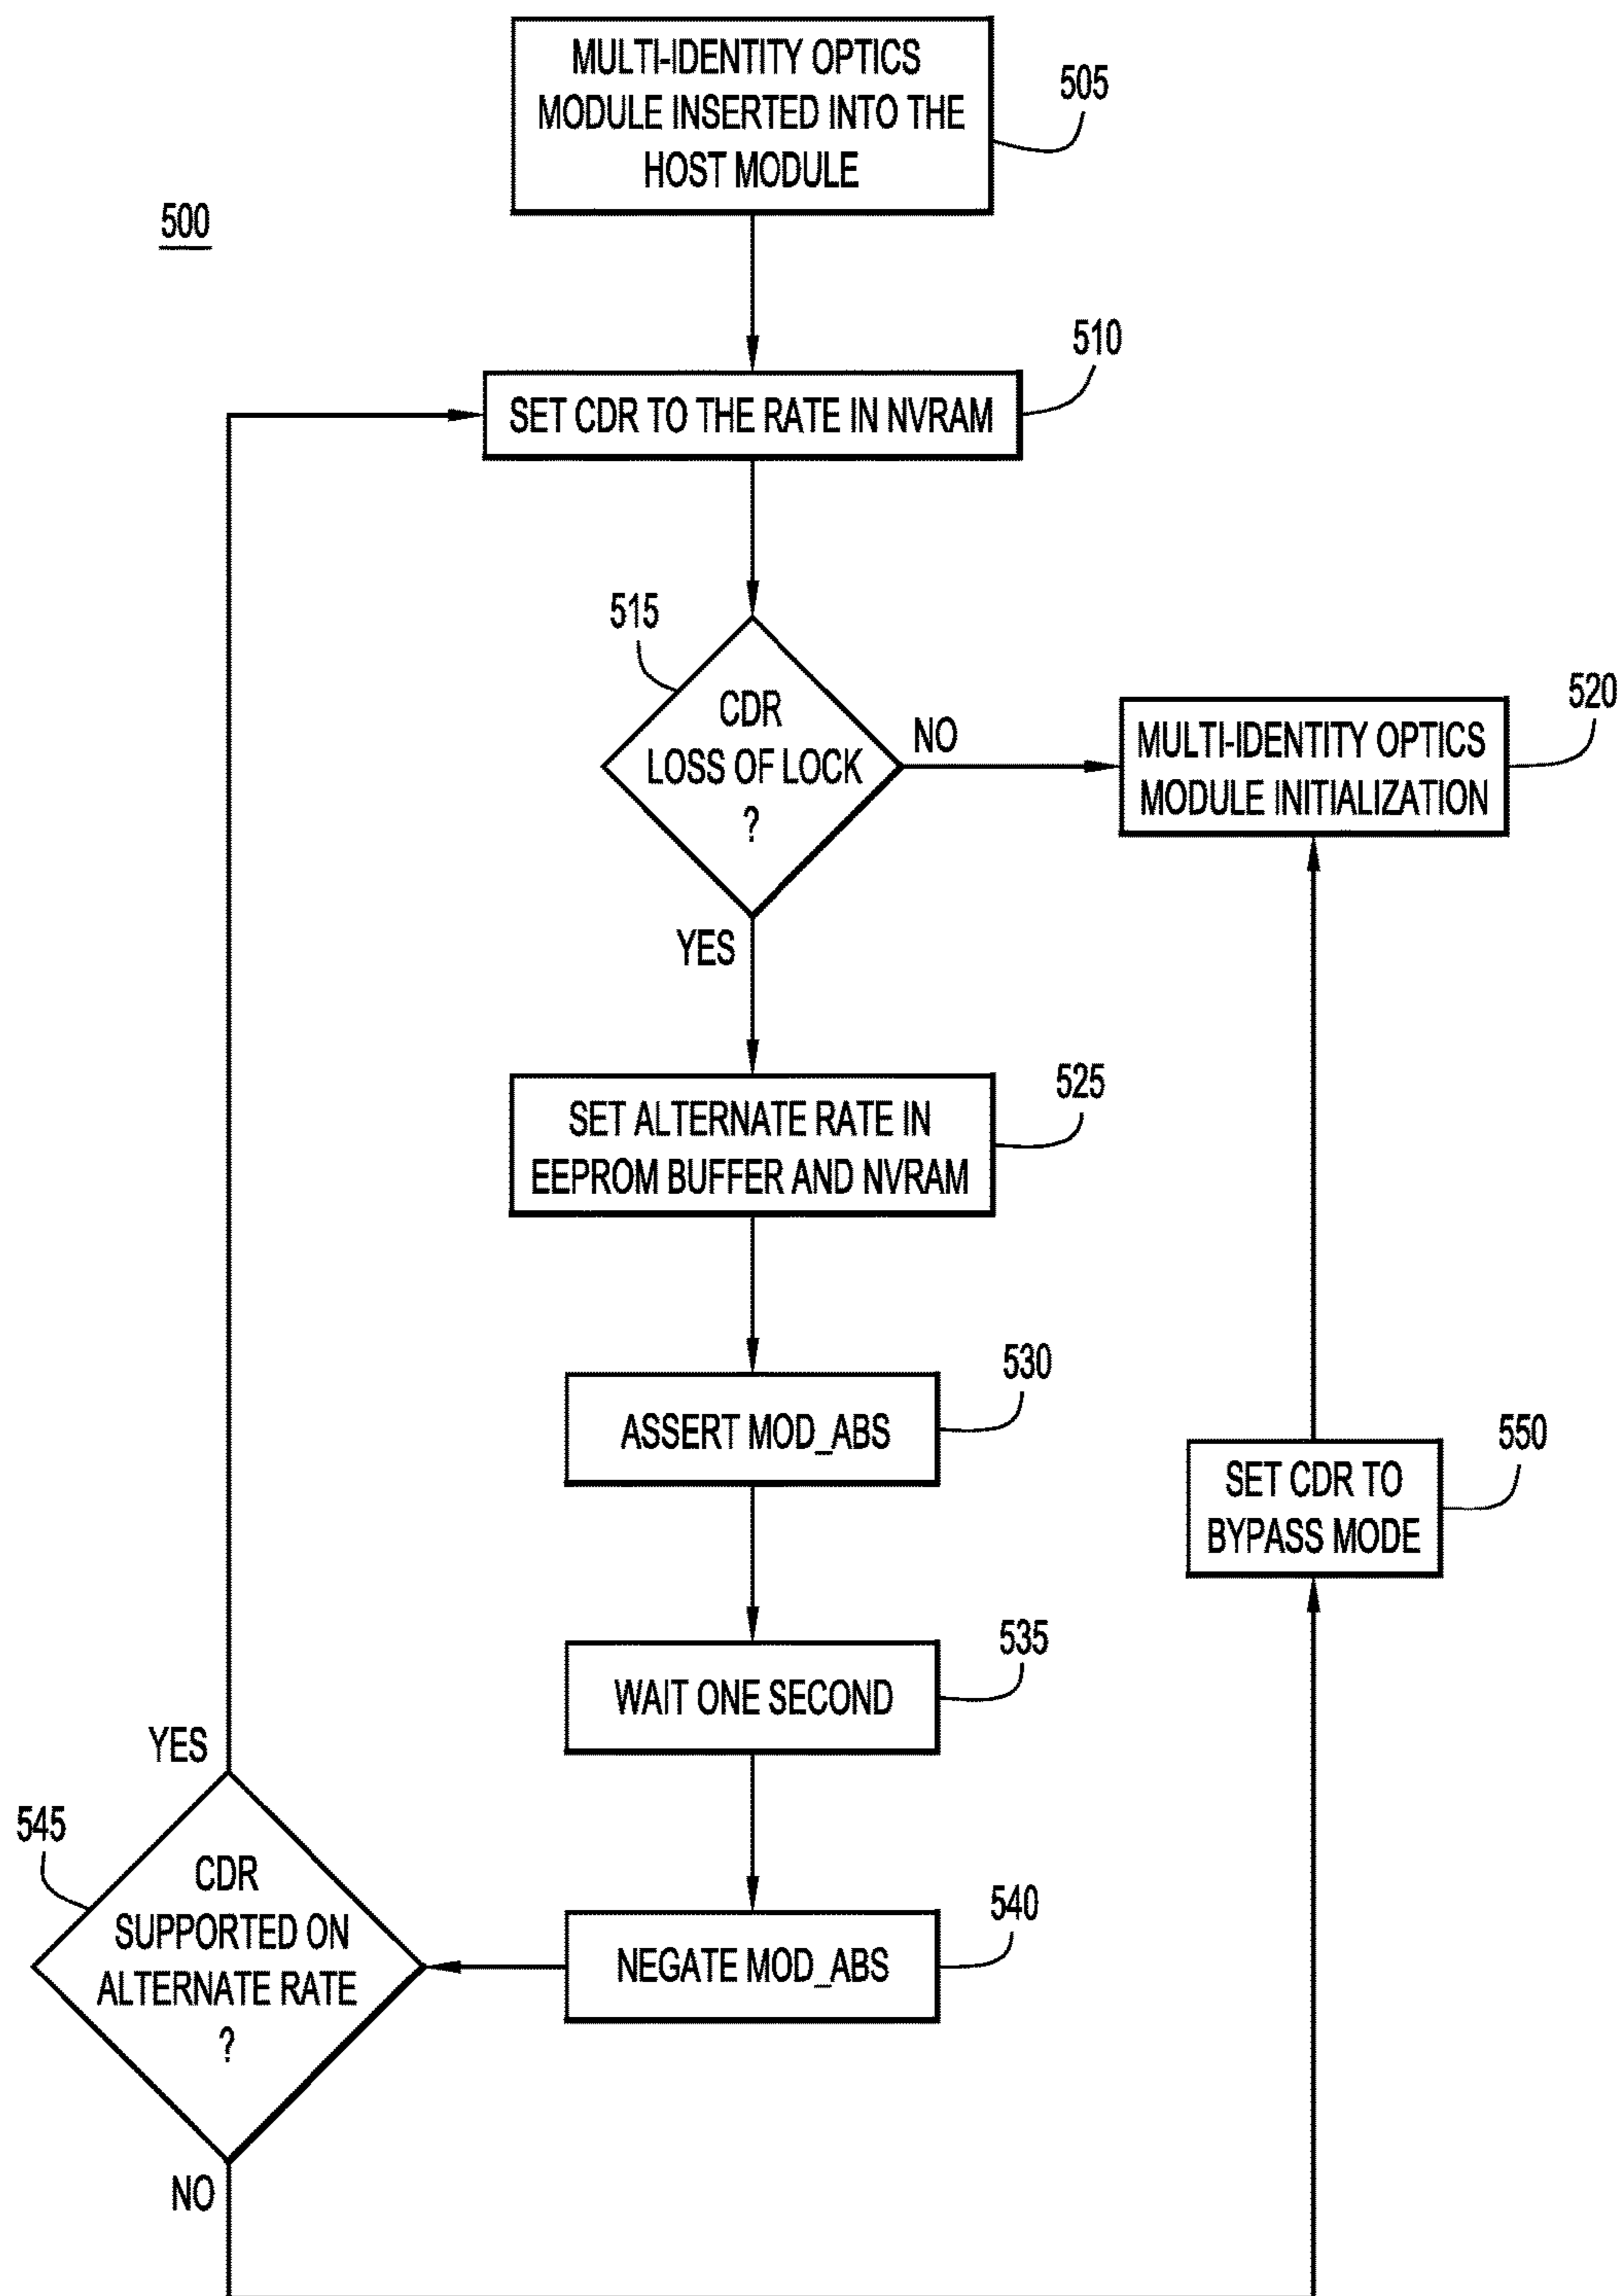 MULTI-IDENTITY OPTICS
MODULE INSERTED INTO THE
HOST MODULE
505
500
510
SET CDR TO THE RATE IN NVRAM
515
CDR
LOSS OF LOCK
?
NO
YES
520
MULTI-IDENTITY OPTICS
MODULE INITIALIZATION
525
SET ALTERNATE RATE IN
EEPROM BUFFER AND NVRAM
530
ASSERT MOD_ABS
550
SET CDR TO
BYPASS MODE
535
WAIT ONE SECOND
540
NEGATE MOD_ABS
YES
545
CDR
SUPPORTED ON
ALTERNATE RATE
?
NO